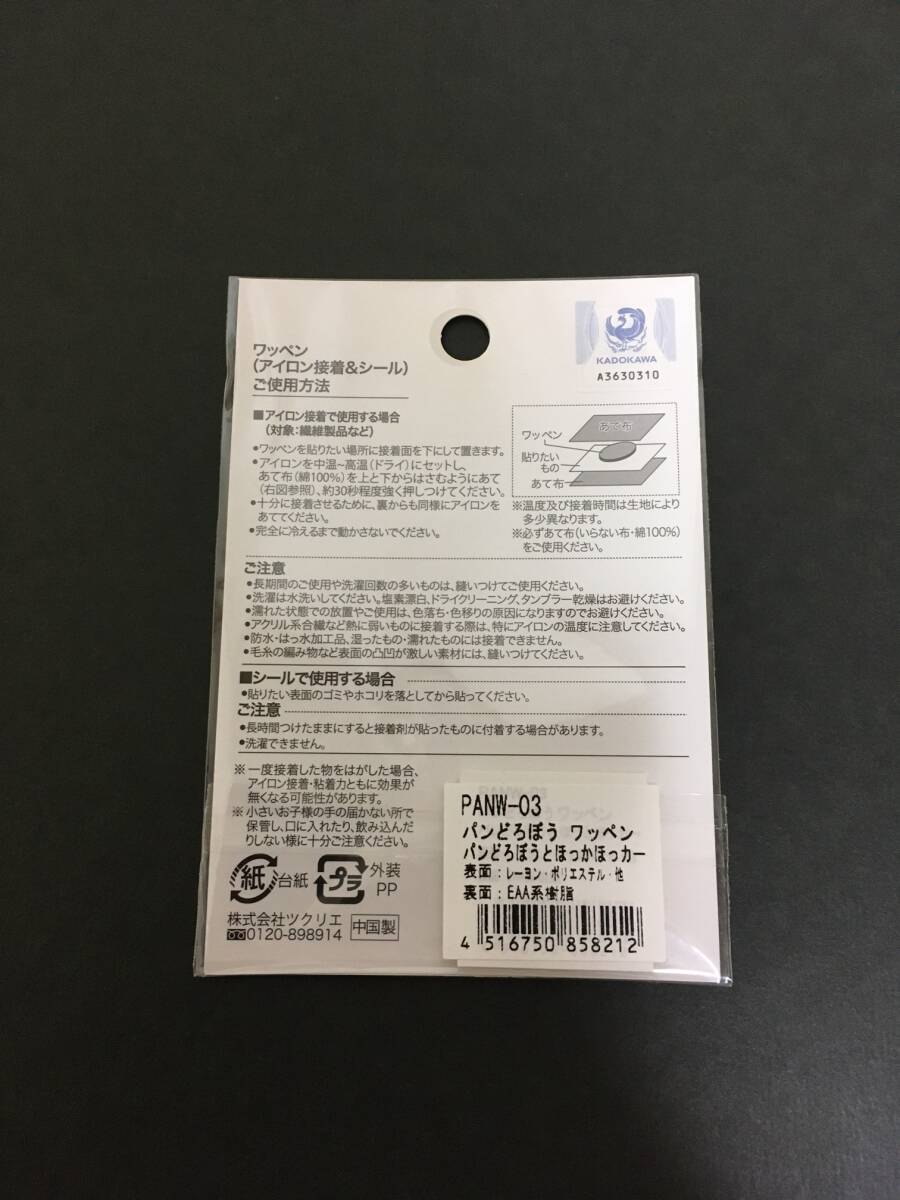 KADOKAWA
A3630310
ワッペン
(アイロン接着&シール)
ご使用方法
■アイロン接着で使用する場合
(対象:繊維製品など)
•ワッペンを貼りたい場所に接着面を下にして置きます。
•アイロンを中温~高温(ドライ)にセットし、
あて布(綿100%)を上と下からはさむようにあて
(右図参照)、約30秒程度強く押しつけてください。
•十分に接着させるために、裏からも同様にアイロンを
あててください。
•完全に冷えるまで動かさないでください。
あて布
ワッペン
貼りたい
もの
あて布
※温度及び接着時間は生地により
多少異なります。
※必ずあて布(いらない布・綿100%)
をご使用ください。
ご注意
•長期間のご使用や洗濯回数の多いものは、縫いつけてご使用ください。
•洗濯は水洗いしてください。塩素漂白、ドライクリーニング、タンブラー乾燥はお避けください。
•濡れた状態での放置やご使用は、色落ち・色移りの原因になりますのでお避けください。
•アクリル系合繊など熱に弱いものに接着する際は、特にアイロンの温度に注意してください。
•防水・はっ水加工品、湿ったもの・濡れたものには接着できません。
•毛糸の編み物など表面の凸凹が激しい素材には、縫いつけてください。
■シールで使用する場合
•貼りたい表面のゴミやホコリを落としてから貼ってください。
ご注意
•長時間つけたままにすると接着剤が貼ったものに付着する場合があります。
•洗濯できません。
※一度接着した物をはがした場合、
アイロン接着・粘着力ともに効果が
無くなる可能性があります。
※小さいお子様の手の届かない所で
保管し、口に入れたり、飲み込んだ
りしない様に十分ご注意ください。
紙 台紙 プラ 外装
PP
株式会社ツクリエ
0120-898914 中国製
PANW-03
パンどろぼう ワッペン
パンどろぼうとほっかほっカー
表面:レーヨン・ポリエステル・他
裏面:EAA系樹脂
4 516750 858212